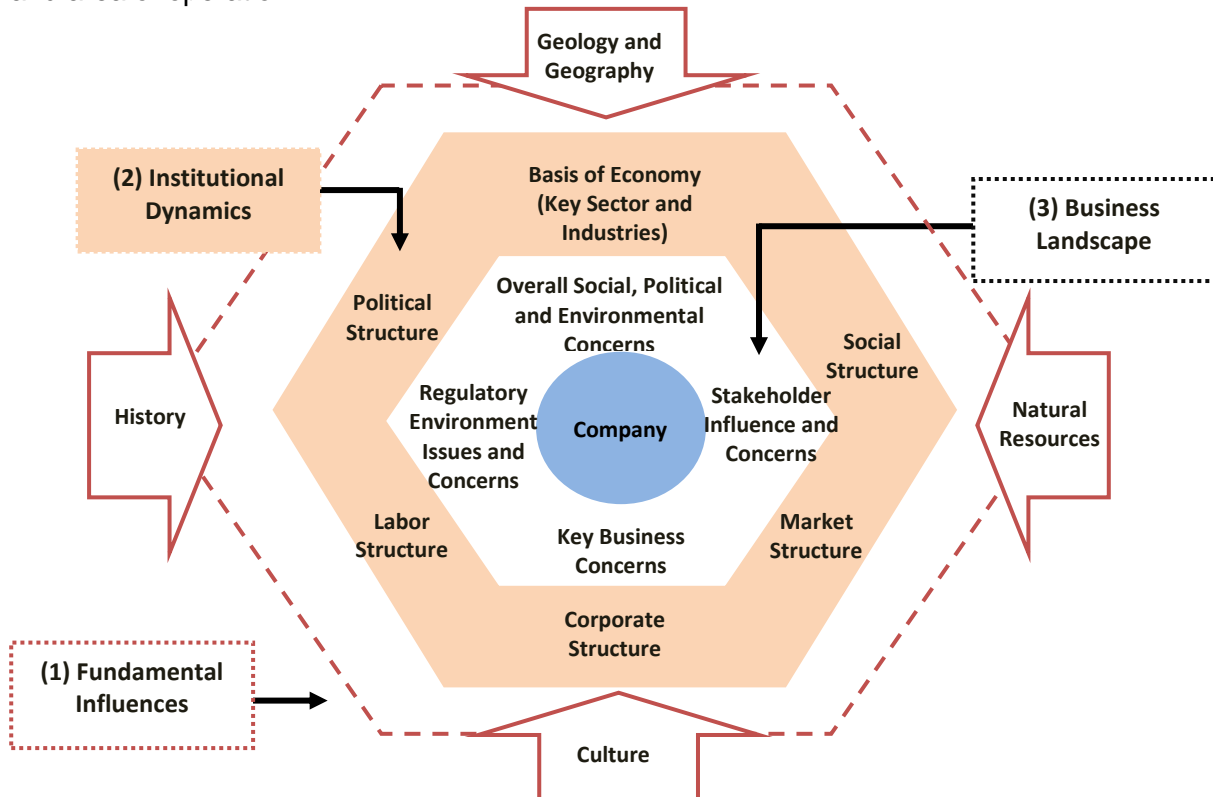 Geology and
Geography
(2) Institutional
Dynamics
Basis of Economy
(Key Sector and
Industries)
(3) Business
Landscape
Overall Social, Political
and Environmental
Concerns
Political
Structure
Social
Structure
Regulatory
Environment
Issues and
Concerns
Company
Stakeholder
Influence and
Concerns
History
Natural
Resources
Labor
Structure
Key Business
Concerns
Market
Structure
Corporate
Structure
(1) Fundamental
Influences
Culture